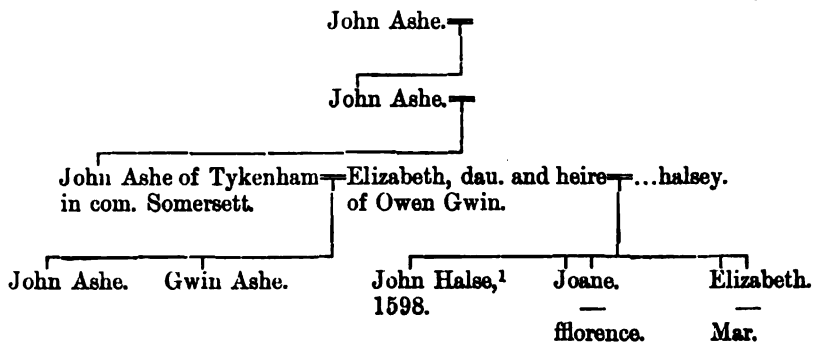 John Ashe.
John Ashe.
John Ashe of Tykenham
in com. Somersett.
Elizabeth, dau. and heire
of Owen Gwin.
...halsey.
John Ashe.
Gwin Ashe.
John Halse,¹
1598.
Joane.
—
fflorence.
Elizabeth.
—
Mar.